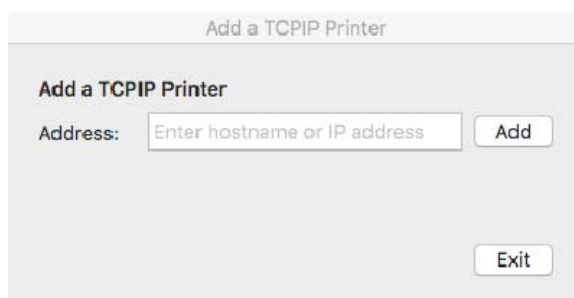 Add a TCPIP Printer
Add a TCPIP Printer
Address: Enter hostname or IP address Add
Exit